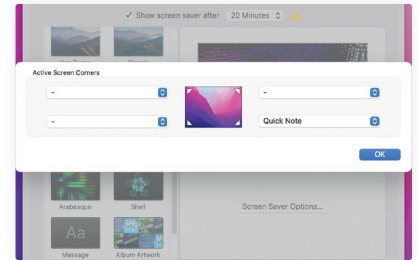 ✓ Show screen saver after 20 Minutes
Active Screen Corners
-
-
-
Quick Note
OK
Arabesque
Shell
Screen Saver Options...
Aa
Message
Album Artwork